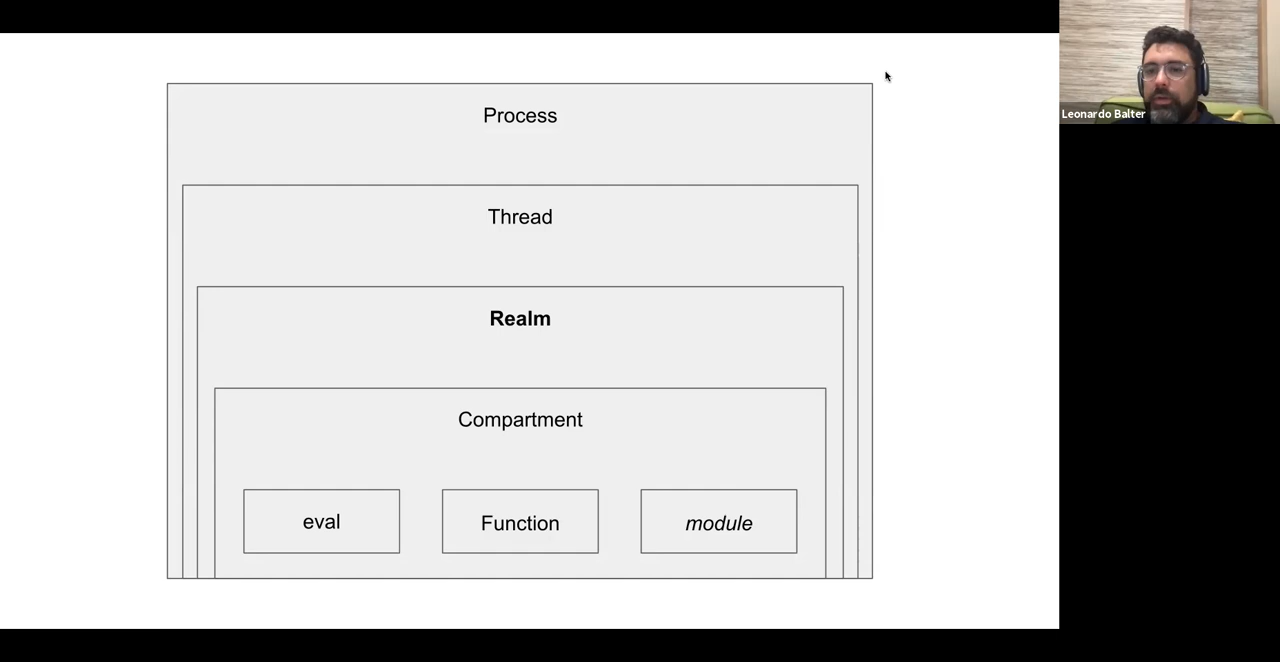 Process
Thread
Realm
Compartment
eval
Function
module
Leonardo Balter